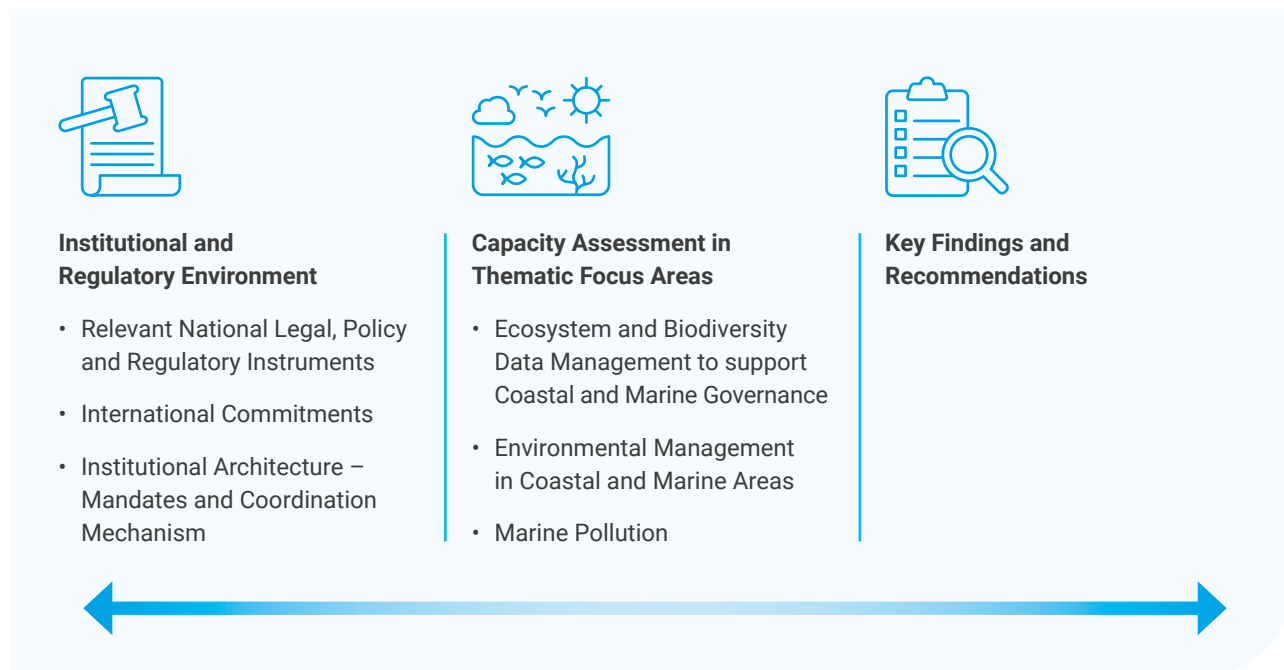 Institutional and
Regulatory Environment
• Relevant National Legal, Policy
and Regulatory Instruments
• International Commitments
• Institutional Architecture –
Mandates and Coordination
Mechanism
Capacity Assessment in
Thematic Focus Areas
• Ecosystem and Biodiversity
Data Management to support
Coastal and Marine Governance
• Environmental Management
in Coastal and Marine Areas
• Marine Pollution
Key Findings and
Recommendations